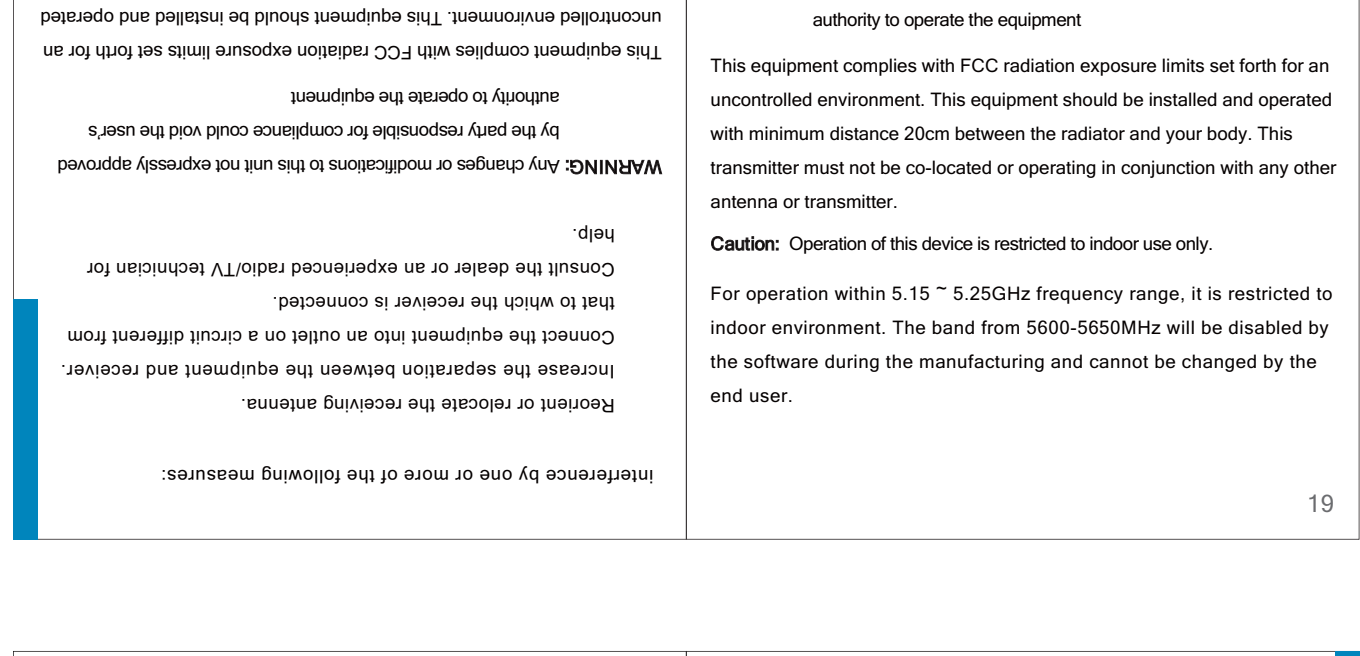 interference by one or more of the following measures:
Reorient or relocate the receiving antenna.
Increase the separation between the equipment and receiver.
Connect the equipment into an outlet on a circuit different from
that to which the receiver is connected.
Consult the dealer or an experienced radio/TV technician for
help.
WARNING: Any changes or modifications to this unit not expressly approved
by the party responsible for compliance could void the user's
authority to operate the equipment
This equipment complies with FCC radiation exposure limits set forth for an
uncontrolled environment. This equipment should be installed and operated
authority to operate the equipment
This equipment complies with FCC radiation exposure limits set forth for an
uncontrolled environment. This equipment should be installed and operated
with minimum distance 20cm between the radiator and your body. This
transmitter must not be co-located or operating in conjunction with any other
antenna or transmitter.
Caution: Operation of this device is restricted to indoor use only.
For operation within 5.15 ~ 5.25GHz frequency range, it is restricted to
indoor environment. The band from 5600-5650MHz will be disabled by
the software during the manufacturing and cannot be changed by the
end user.
19